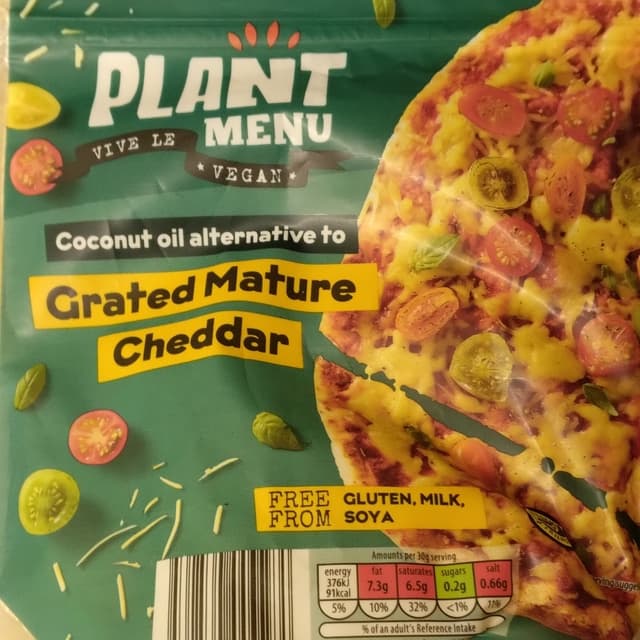 PLANT
MENU
VIVE LE
* VEGAN *
Coconut oil alternative to
Grated Mature
Cheddar
FREE FROM
GLUTEN, MILK,
SOYA
Amounts per 30g serving
energy fat saturates sugars salt
376kJ 7.3g 6.5g 0.2g 0.66g
91kcal
5% 10% 32% <1% 11%
% of an adult's Reference Intake